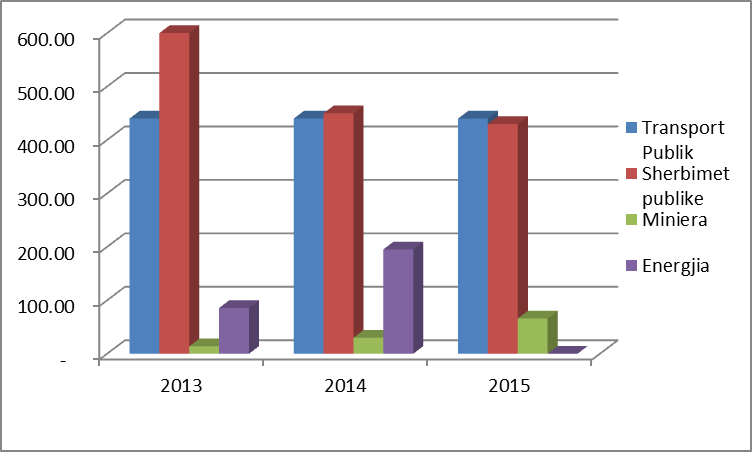 600.00
500.00
400.00
300.00
200.00
100.00
-
2013 2014 2015
Transport
Publik
Sherbimet
publike
Miniera
Energjia